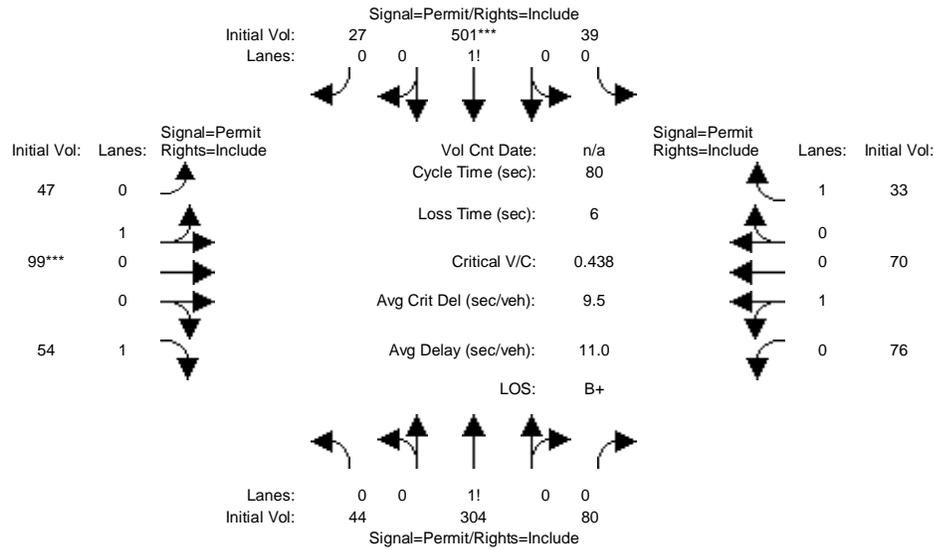 Signal=Permit/Rights=Include
Initial Vol: 27 501*** 39
Lanes: 0 0 1! 0 0
Signal=Permit
Initial Vol: Lanes: Rights=Include
Vol Cnt Date: n/a
Signal=Permit
Rights=Include Lanes: Initial Vol:
Cycle Time (sec): 80
47 0
1 33
Loss Time (sec): 6
1
0
99*** 0
Critical V/C: 0.438
0 70
0
Avg Crit Del (sec/veh): 9.5
1
54 1
Avg Delay (sec/veh): 11.0
0 76
LOS: B+
Lanes: 0 0 1! 0 0
Initial Vol: 44 304 80
Signal=Permit/Rights=Include